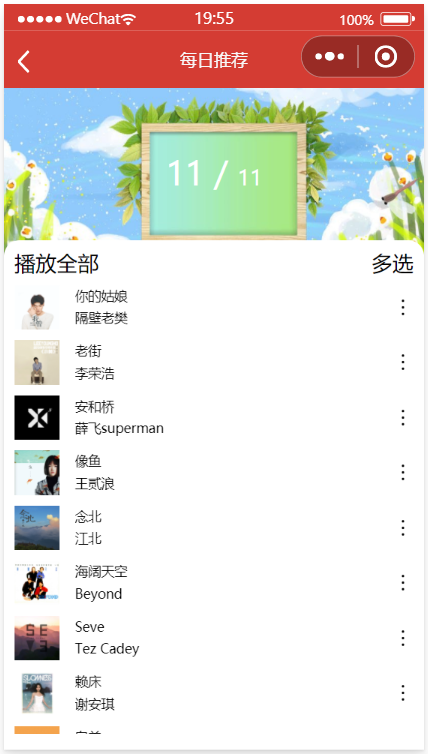 WeChat 19:55 100%
每日推荐
11 / 11
播放全部 多选
你的姑娘
隔壁老樊
老街
李荣浩
安和桥
薛飞superman
像鱼
王贰浪
念北
江北
海阔天空
Beyond
Seve
Tez Cadey
赖床
谢安琪